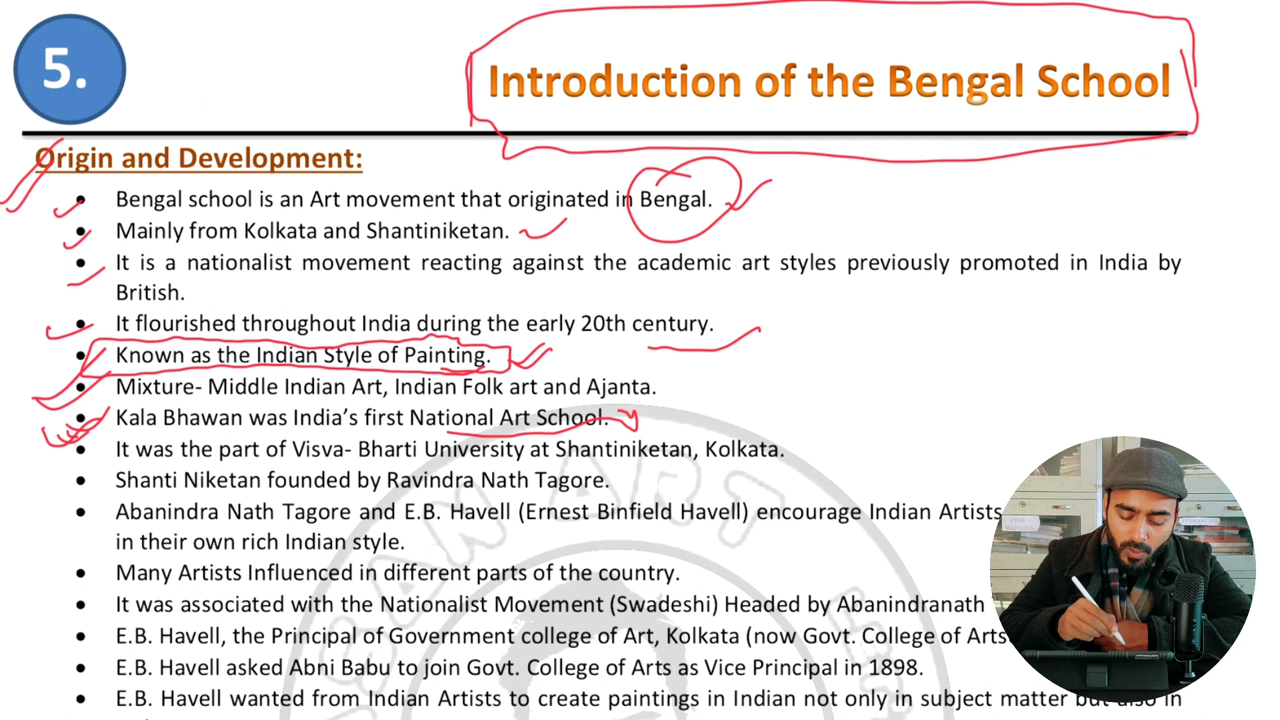 5.
Introduction of the Bengal School
Origin and Development:
• Bengal school is an Art movement that originated in Bengal.
• Mainly from Kolkata and Shantiniketan.
• It is a nationalist movement reacting against the academic art styles previously promoted in India by
British.
• It flourished throughout India during the early 20th century.
• Known as the Indian Style of Painting.
• Mixture- Middle Indian Art, Indian Folk art and Ajanta.
• Kala Bhawan was India's first National Art School.
• It was the part of Visva- Bharti University at Shantiniketan, Kolkata.
• Shanti Niketan founded by Ravindra Nath Tagore.
• Abanindra Nath Tagore and E.B. Havell (Ernest Binfield Havell) encourage Indian Artists
in their own rich Indian style.
• Many Artists Influenced in different parts of the country.
• It was associated with the Nationalist Movement (Swadeshi) Headed by Abanindranath
• E.B. Havell, the Principal of Government college of Art, Kolkata (now Govt. College of Arts
• E.B. Havell asked Abni Babu to join Govt. College of Arts as Vice Principal in 1898.
• E.B. Havell wanted from Indian Artists to create paintings in Indian not only in subject matter but also in